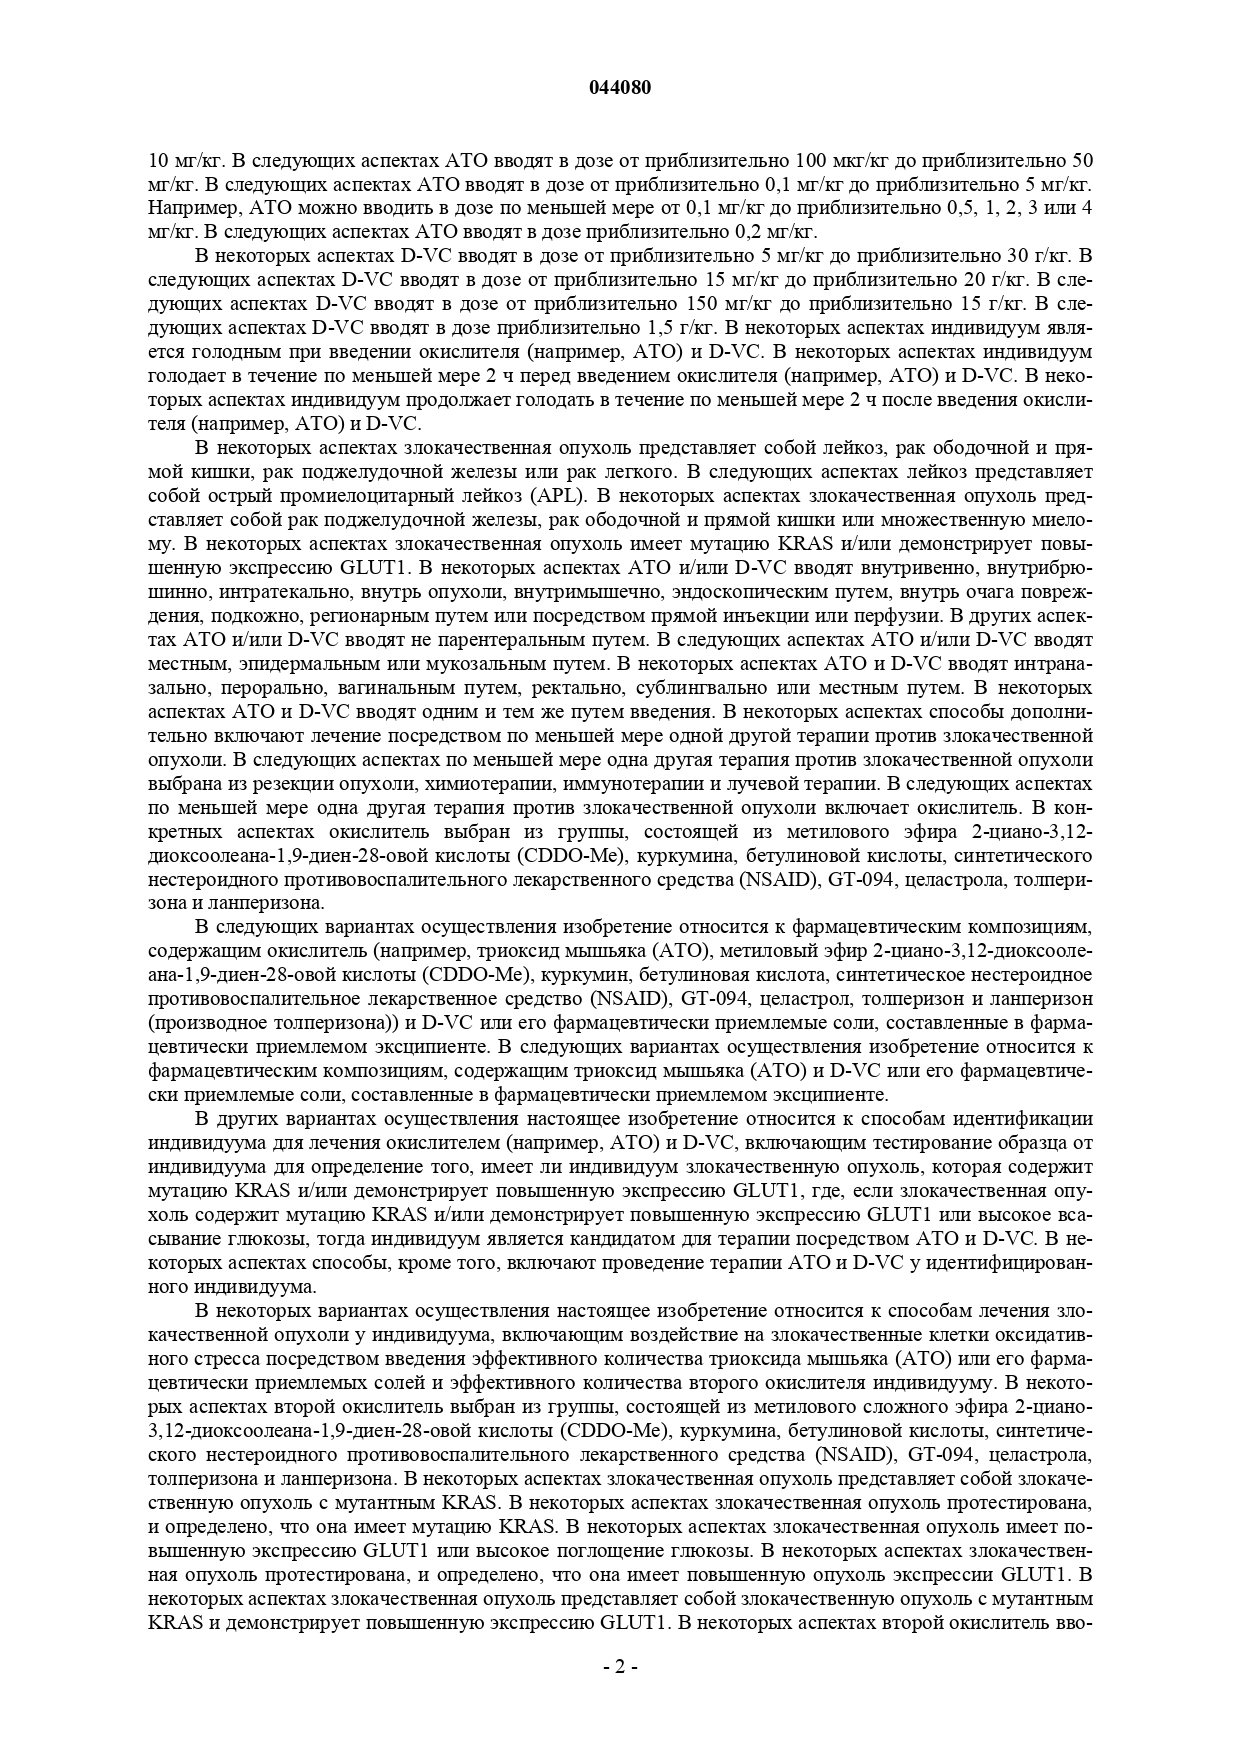 044080
10 мг/кг. В следующих аспектах АТО вводят в дозе от приблизительно 100 мкг/кг до приблизительно 50
мг/кг. В следующих аспектах АТО вводят в дозе от приблизительно 0,1 мг/кг до приблизительно 5 мг/кг.
Например, АТО можно вводить в дозе по меньшей мере от 0,1 мг/кг до приблизительно 0,5, 1, 2, 3 или 4
мг/кг. В следующих аспектах АТО вводят в дозе приблизительно 0,2 мг/кг.
В некоторых аспектах D-VC вводят в дозе от приблизительно 5 мг/кг до приблизительно 30 г/кг. В
следующих аспектах D-VC вводят в дозе от приблизительно 15 мг/кг до приблизительно 20 г/кг. В сле-
дующих аспектах D-VC вводят в дозе от приблизительно 150 мг/кг до приблизительно 15 г/кг. В сле-
дующих аспектах D-VC вводят в дозе приблизительно 1,5 г/кг. В некоторых аспектах индивидуум явля-
ется голодным при введении окислителя (например, АТО) и D-VC. В некоторых аспектах индивидуум
голодает в течение по меньшей мере 2 ч перед введением окислителя (например, АТО) и D-VC. В неко-
торых аспектах индивидуум продолжает голодать в течение по меньшей мере 2 ч после введения окисли-
теля (например, АТО) и D-VC.
В некоторых аспектах злокачественная опухоль представляет собой лейкоз, рак ободочной и пря-
мой кишки, рак поджелудочной железы или рак легкого. В следующих аспектах лейкоз представляет
собой острый промиелоцитарный лейкоз (APL). В некоторых аспектах злокачественная опухоль пред-
ставляет собой рак поджелудочной железы, рак ободочной и прямой кишки или множественную миело-
му. В некоторых аспектах злокачественная опухоль имеет мутацию KRAS и/или демонстрирует повы-
шенную экспрессию GLUT1. В некоторых аспектах АТО и/или D-VC вводят внутривенно, внутрибрю-
шинно, интратекально, внутрь опухоли, внутримышечно, эндоскопическим путем, внутрь очага повреж-
дения, подкожно, регионарным путем или посредством прямой инъекции или перфузии. В других аспек-
тах АТО и/или D-VC вводят не парентеральным путем. В следующих аспектах АТО и/или D-VC вводят
местным, эпидермальным или мукозальным путем. В некоторых аспектах АТО и D-VC вводят интрана-
зально, перорально, вагинальным путем, ректально, сублингвально или местным путем. В некоторых
аспектах АТО и D-VC вводят одним и тем же путем введения. В некоторых аспектах способы дополни-
тельно включают лечение посредством по меньшей мере одной другой терапии против злокачественной
опухоли. В следующих аспектах по меньшей мере одна другая терапия против злокачественной опухоли
выбрана из резекции опухоли, химиотерапии, иммунотерапии и лучевой терапии. В следующих аспектах
по меньшей мере одна другая терапия против злокачественной опухоли включает окислитель. В кон-
кретных аспектах окислитель выбран из группы, состоящей из метилового эфира 2-циано-3,12-
диоксоолеана-1,9-диен-28-овой кислоты (CDDO-Me), куркумина, бетулиновой кислоты, синтетического
нестероидного противовоспалительного лекарственного средства (NSAID), GT-094, целастрола, толпери-
зона и ланперизона.
В следующих вариантах осуществления изобретение относится к фармацевтическим композициям,
содержащим окислитель (например, триоксид мышьяка (АТО), метиловый эфир 2-циано-3,12-диоксооле-
ана-1,9-диен-28-овой кислоты (CDDO-Me), куркумин, бетулиновая кислота, синтетическое нестероидное
противовоспалительное лекарственное средство (NSAID), GT-094, целастрол, толперизон и ланперизон
(производное толперизона)) и D-VC или его фармацевтически приемлемые соли, составленные в фарма-
цевтически приемлемом эксципиенте. В следующих вариантах осуществления изобретение относится к
фармацевтическим композициям, содержащим триоксид мышьяка (АТО) и D-VC или его фармацевтиче-
ски приемлемые соли, составленные в фармацевтически приемлемом эксципиенте.
В других вариантах осуществления настоящее изобретение относится к способам идентификации
индивидуума для лечения окислителем (например, АТО) и D-VC, включающим тестирование образца от
индивидуума для определение того, имеет ли индивидуум злокачественную опухоль, которая содержит
мутацию KRAS и/или демонстрирует повышенную экспрессию GLUT1, где, если злокачественная опу-
холь содержит мутацию KRAS и/или демонстрирует повышенную экспрессию GLUT1 или высокое вса-
сывание глюкозы, тогда индивидуум является кандидатом для терапии посредством АТО и D-VC. В не-
которых аспектах способы, кроме того, включают проведение терапии АТО и D-VC у идентифицирован-
ного индивидуума.
В некоторых вариантах осуществления настоящее изобретение относится к способам лечения зло-
качественной опухоли у индивидуума, включающим воздействие на злокачественные клетки оксидатив-
ного стресса посредством введения эффективного количества триоксида мышьяка (АТО) или его фарма-
цевтически приемлемых солей и эффективного количества второго окислителя индивидууму. В некото-
рых аспектах второй окислитель выбран из группы, состоящей из метилового сложного эфира 2-циано-
3,12-диоксоолеана-1,9-диен-28-овой кислоты (CDDO-Me), куркумина, бетулиновой кислоты, синтетиче-
ского нестероидного противовоспалительного лекарственного средства (NSAID), GT-094, целастрола,
толперизона и ланперизона. В некоторых аспектах злокачественная опухоль представляет собой злокаче-
ственную опухоль с мутантным KRAS. В некоторых аспектах злокачественная опухоль протестирована,
и определено, что она имеет мутацию KRAS. В некоторых аспектах злокачественная опухоль имеет по-
вышенную экспрессию GLUT1 или высокое поглощение глюкозы. В некоторых аспектах злокачествен-
ная опухоль протестирована, и определено, что она имеет повышенную опухоль экспрессии GLUT1. В
некоторых аспектах злокачественная опухоль представляет собой злокачественную опухоль с мутантным
KRAS и демонстрирует повышенную экспрессию GLUT1. В некоторых аспектах второй окислитель вво-
- 2 -